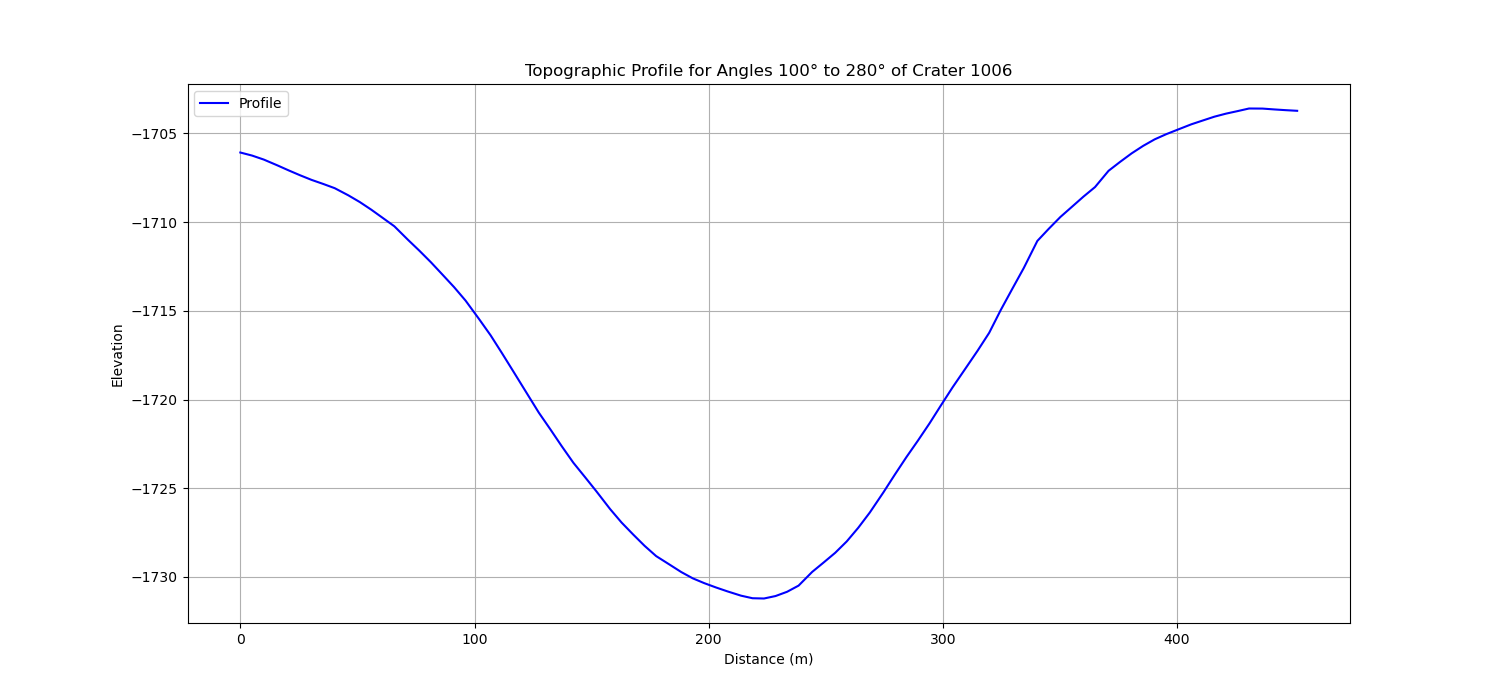 Topographic Profile for Angles 100° to 280° of Crater 1006
Profile
−1705
−1710
−1715
−1720
−1725
−1730
Elevation
0 100 200 300 400
Distance (m)